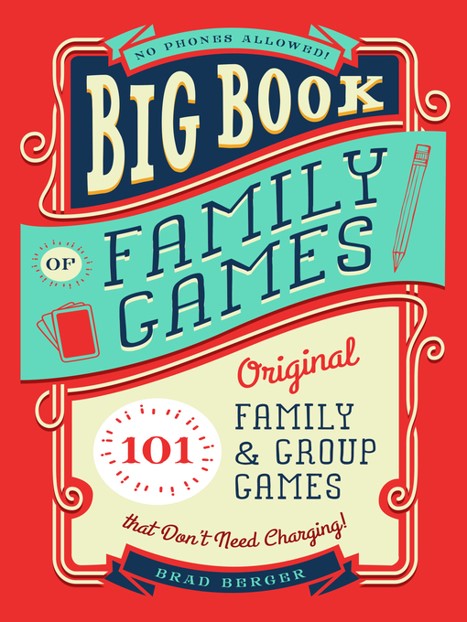 NO PHONES ALLOWED!
BIG BOOK
OF
FAMILY
GAMES
101
Original
FAMILY
& GROUP
GAMES
that Don't Need Charging!
BRAD BERGER